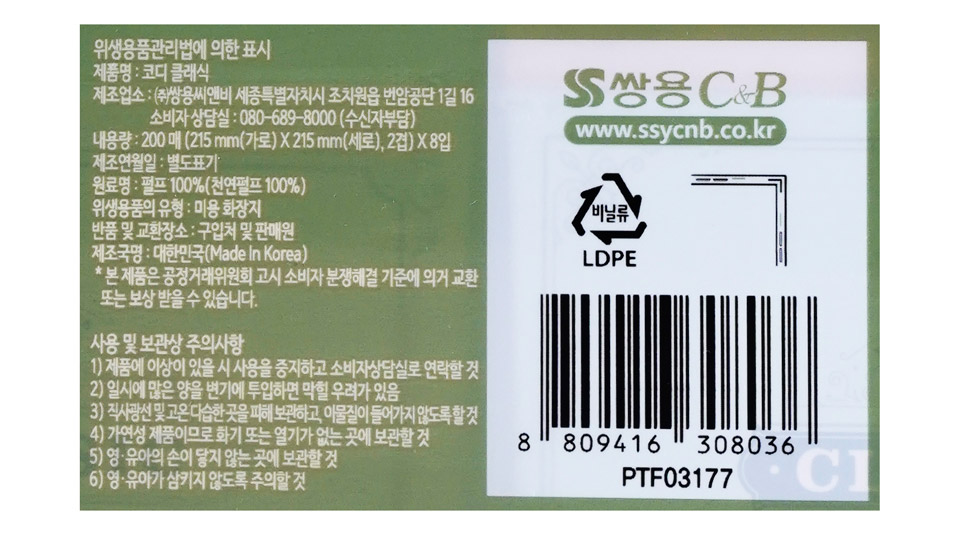 위생용품관리법에 의한 표시
제품명 : 코디 클래식
제조업소 : ㈜쌍용씨앤비 세종특별자치시 조치원읍 번암공단 1길 16
소비자 상담실 : 080-689-8000 (수신자부담)
내용량 : 200 매 (215 mm(가로) X 215 mm(세로), 2겹) X 8입
제조연월일 : 별도표기
원료명 : 펄프 100%(천연펄프 100%)
위생용품의 유형 : 미용 화장지
반품 및 교환장소 : 구입처 및 판매원
제조국명 : 대한민국(Made In Korea)
* 본 제품은 공정거래위원회 고시 소비자 분쟁해결 기준에 의거 교환
또는 보상 받을 수 있습니다.
사용 및 보관상 주의사항
1) 제품에 이상이 있을 시 사용을 중지하고 소비자상담실로 연락할 것
2) 일시에 많은 양을 변기에 투입하면 막힐 우려가 있음
3) 직사광선 및 고온 다습한 곳을 피해 보관하고, 이물질이 들어가지 않도록 할 것
4) 가연성 제품이므로 화기 또는 열기가 없는 곳에 보관할 것
5) 영·유아의 손이 닿지 않는 곳에 보관할 것
6) 영·유아가 삼키지 않도록 주의할 것
쌍용C&B
www.ssycnb.co.kr
비닐류
LDPE
8 809416 308036
PTF03177